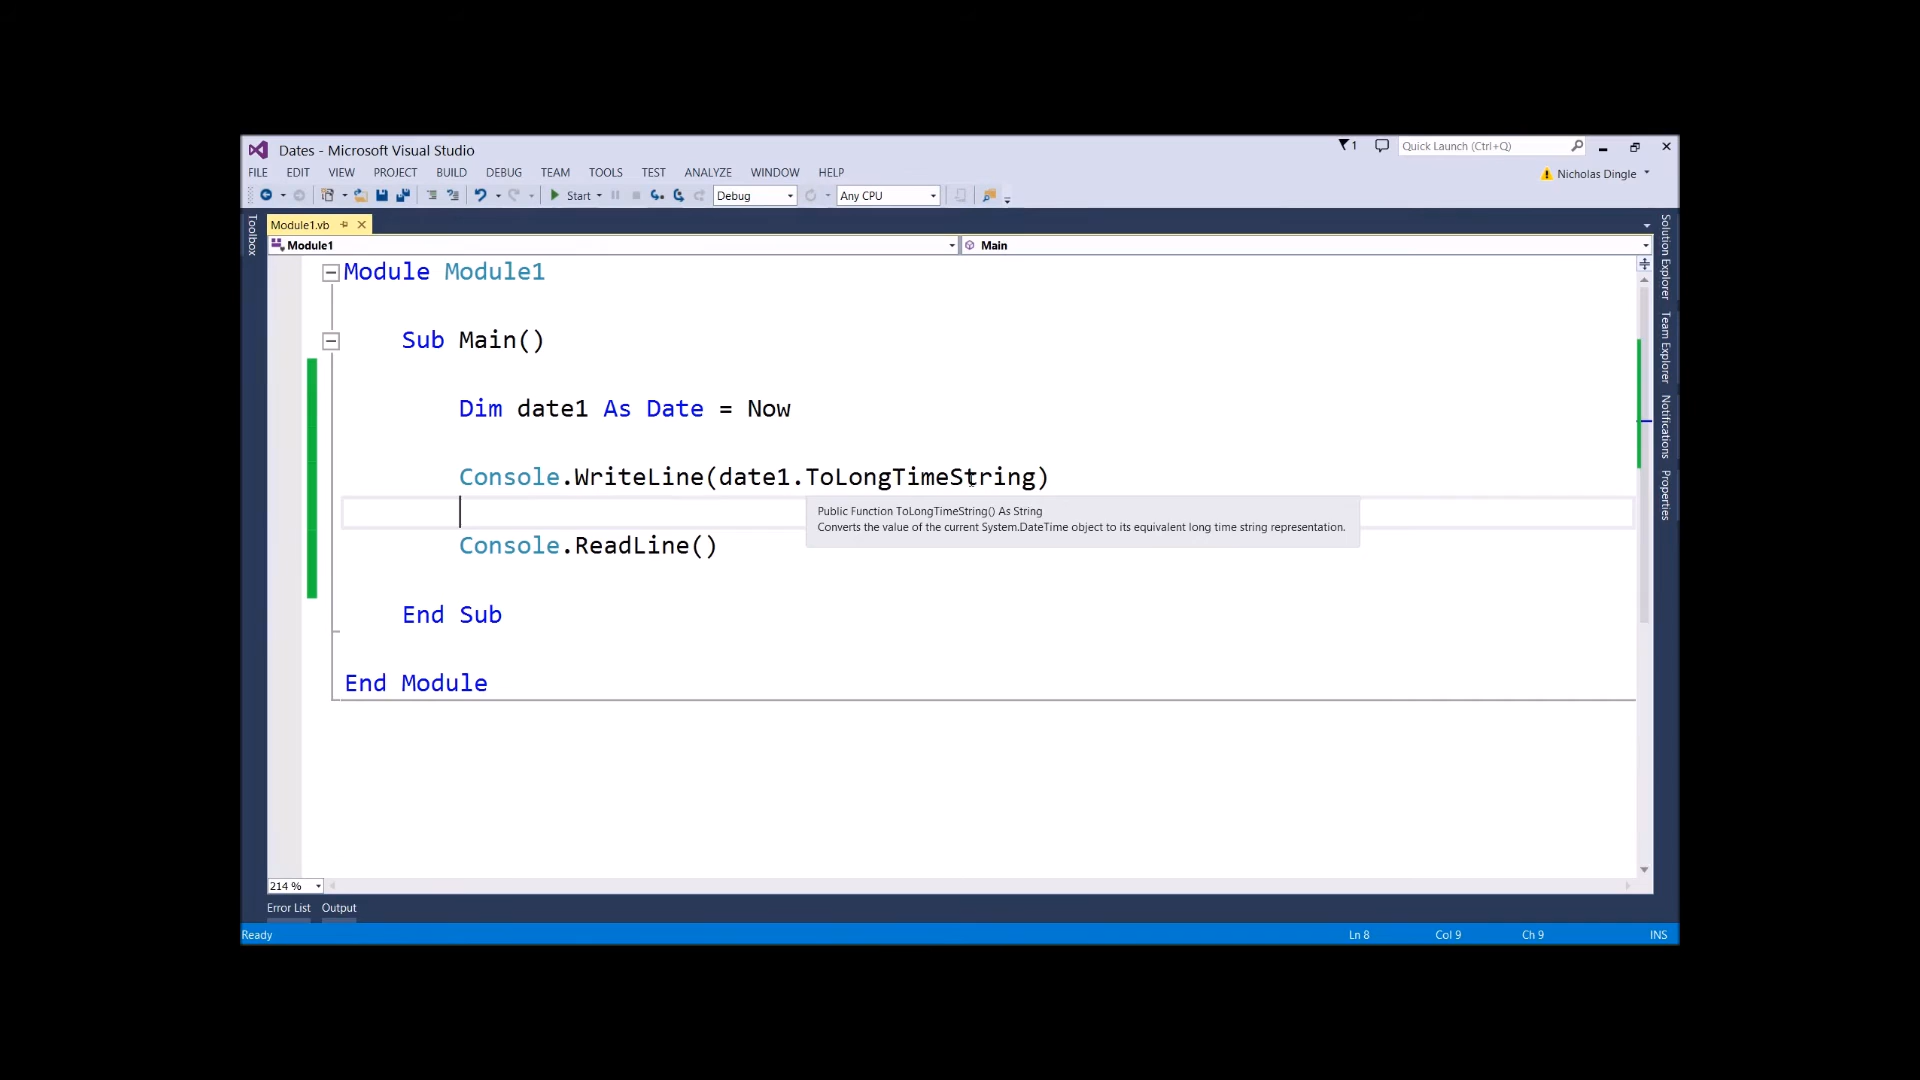 Dates - Microsoft Visual Studio
1
Quick Launch (Ctrl+Q)
FILE EDIT VIEW PROJECT BUILD DEBUG TEAM TOOLS TEST ANALYZE WINDOW HELP
Nicholas Dingle
Start Debug Any CPU
Toolbox
Module1.vb
Module1 Main
Module Module1
Sub Main()
Dim date1 As Date = Now
Console.WriteLine(date1.ToLongTimeString)
Public Function ToLongTimeString() As String
Converts the value of the current System.DateTime object to its equivalent long time string representation.
Console.ReadLine()
End Sub
End Module
Solution Explorer
Team Explorer
Notifications
Properties
214 %
Error List Output
Ready Ln 8 Col 9 Ch 9 INS